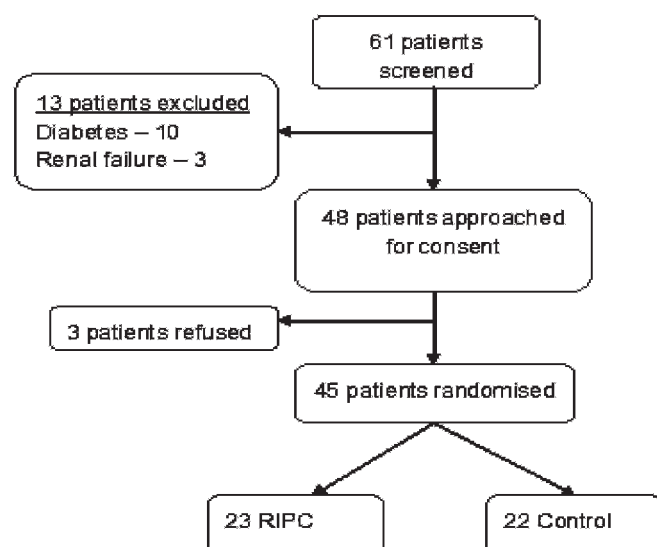 61 patients
screened
13 patients excluded
Diabetes – 10
Renal failure – 3
48 patients approached
for consent
3 patients refused
45 patients randomised
23 RIPC
22 Control